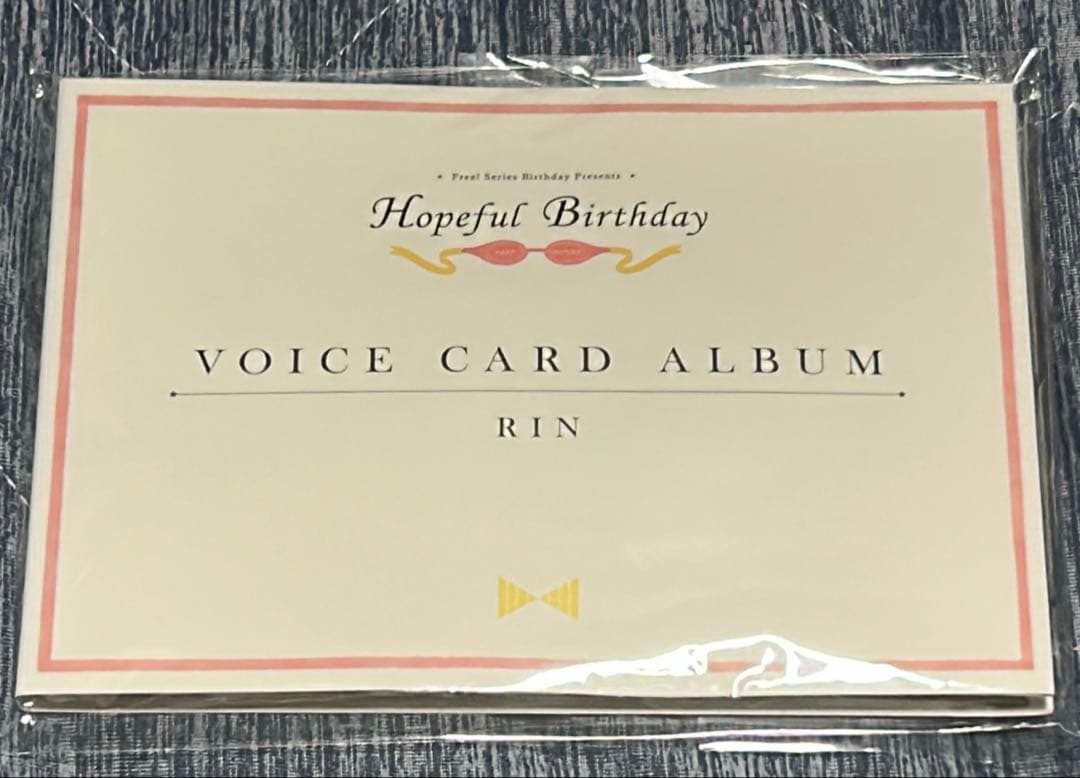 Free! Series Birthday Presents
Hopeful Birthday
VOICE CARD ALBUM
RIN